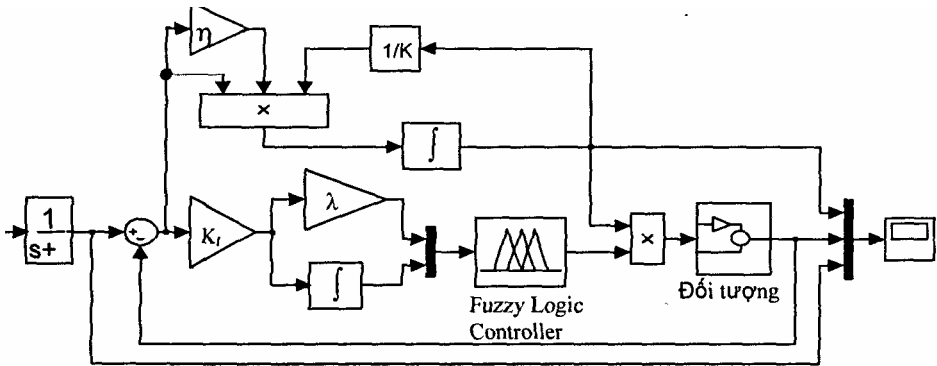 η
1/K
×
∫
1
s+
+
-
K_I
λ
∫
×
Fuzzy Logic
Controller
Đối tượng